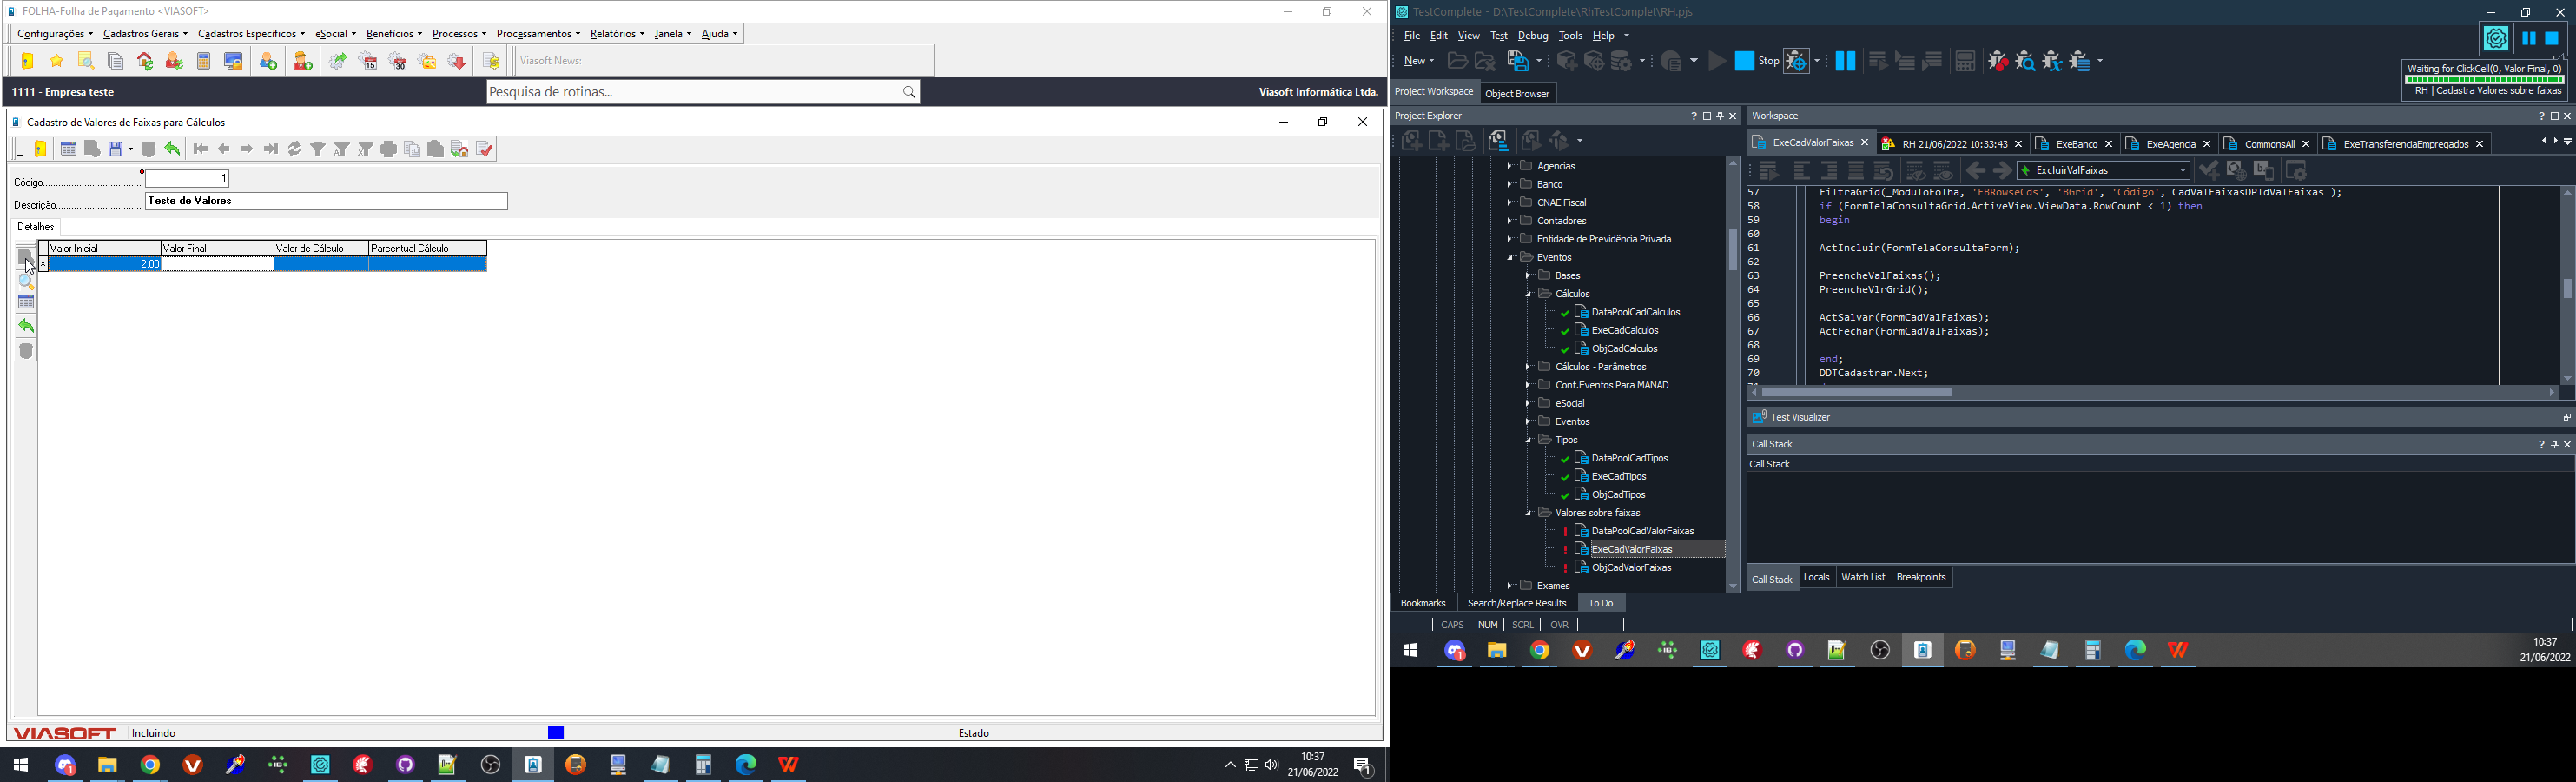 FOLHA-Folha de Pagamento <VIASOFT>
Configurações Cadastros Gerais Cadastros Específicos eSocial Benefícios Processos Processamentos Relatórios Janela Ajuda
15 30 Viasoft News:
1111 - Empresa teste Pesquisa de rotinas... Viasoft Informática Ltda.
Cadastro de Valores de Faixas para Cálculos
Código 1
Descrição Teste de Valores
Detalhes
Valor Inicial Valor Final Valor de Cálculo Parcentual Cálculo
* 2,00
VIASOFT Incluindo Estado
10:37
21/06/2022
1
TestComplete - D:\TestComplete\RhTestComplet\RH.pjs
File Edit View Test Debug Tools Help
New Stop
Waiting for ClickCell(0, Valor Final, 0)
RH | Cadastra Valores sobre faixas
Project Workspace Object Browser
Project Explorer
Agencias
Banco
CNAE Fiscal
Contadores
Entidade de Previdência Privada
Eventos
Bases
Cálculos
DataPoolCadCalculos
ExeCadCalculos
ObjCadCalculos
Cálculos - Parâmetros
Conf.Eventos Para MANAD
eSocial
Eventos
Tipos
DataPoolCadTipos
ExeCadTipos
ObjCadTipos
Valores sobre faixas
DataPoolCadValorFaixas
ExeCadValorFaixas
ObjCadValorFaixas
Exames
Bookmarks Search/Replace Results To Do
CAPS NUM SCRL OVR
Workspace
ExeCadValorFaixas RH 21/06/2022 10:33:43 ExeBanco ExeAgencia CommonsAll ExeTransferenciaEmpregados
ExcluirValFaixas
57 FiltraGrid(_ModuloFolha, 'FBRowseCds', 'BGrid', 'Código', CadValFaixasDPIdValFaixas );
58 if (FormTelaConsultaGrid.ActiveView.ViewData.RowCount < 1) then
59 begin
60
61 ActIncluir(FormTelaConsultaForm);
62
63 PreencheValFaixas();
64 PreencheVlrGrid();
65
66 ActSalvar(FormCadValFaixas);
67 ActFechar(FormCadValFaixas);
68
69 end;
70 DDTCadastrar.Next;
Test Visualizer
Call Stack
Call Stack
Call Stack Locals Watch List Breakpoints
10:37
21/06/2022